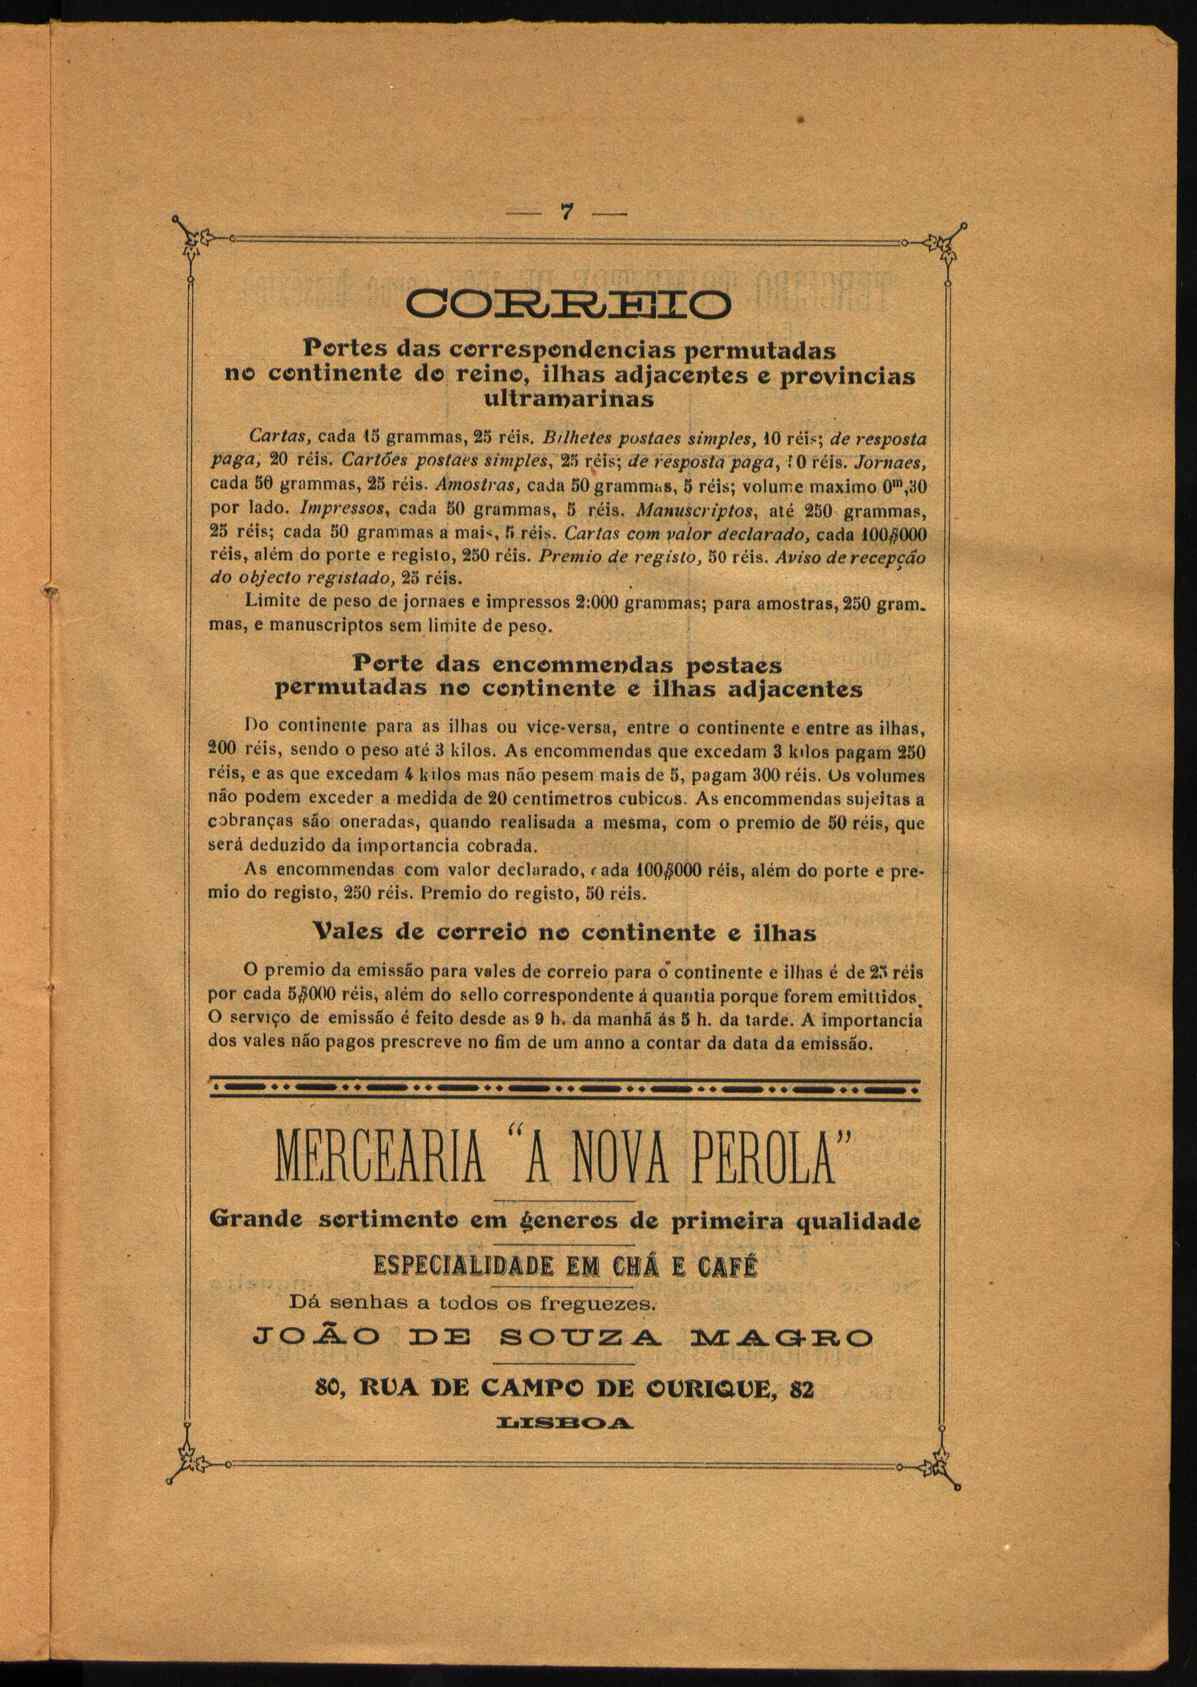 — 7 —
CORREIO
Portes das correspondencias permutadas
no continente do reino, ilhas adjacentes e provincias
ultramarinas
Cartas, cada 15 grammas, 25 réis. Bilhetes postaes simples, 10 réis; de resposta
paga, 20 réis. Cartões postaes simples, 25 réis; de resposta paga, 50 réis. Jornaes,
cada 50 grammas, 25 réis. Amostras, cada 50 grammas, 5 réis; volume maximo 0m,30
por lado. Impressos, cada 50 grammas, 5 réis. Manuscriptos, até 250 grammas,
25 réis; cada 50 grammas a mais, 5 réis. Cartas com valor declarado, cada 100$000
réis, além do porte e registo, 250 réis. Premio de registo, 50 réis. Aviso de recepção
do objecto registado, 25 réis.
Limite de peso de jornaes e impressos 2:000 grammas; para amostras, 250 gram.
mas, e manuscriptos sem limite de peso.
Porte das encommendas postaes
permutadas no continente e ilhas adjacentes
Do continente para as ilhas ou vice-versa, entre o continente e entre as ilhas,
200 réis, sendo o peso até 3 kilos. As encommendas que excedam 3 kilos pagam 250
réis, e as que excedam 4 kilos mas não pesem mais de 5, pagam 300 réis. Os volumes
não podem exceder a medida de 20 centimetros cubicos. As encommendas sujeitas a
cobranças são oneradas, quando realisada a mesma, com o premio de 50 réis, que
será deduzido da importancia cobrada.
As encommendas com valor declarado, cada 100$000 réis, além do porte e pre-
mio do registo, 250 réis. Premio do registo, 50 réis.
Vales de correio no continente e ilhas
O premio da emissão para vales de correio para o continente e ilhas é de 25 réis
por cada 5$000 réis, além do sello correspondente á quantia porque forem emittidos.
O serviço de emissão é feito desde as 9 h. da manhã ás 5 h. da tarde. A importancia
dos vales não pagos prescreve no fim de um anno a contar da data da emissão.
MERCEARIA "A NOVA PEROLA"
Grande sortimento em generos de primeira qualidade
ESPECIALIDADE EM CHÁ E CAFÉ
Dá senhas a todos os freguezes.
JOÃO DE SOUZA MAGRO
80, RUA DE CAMPO DE OURIQUE, 82
LISBOA